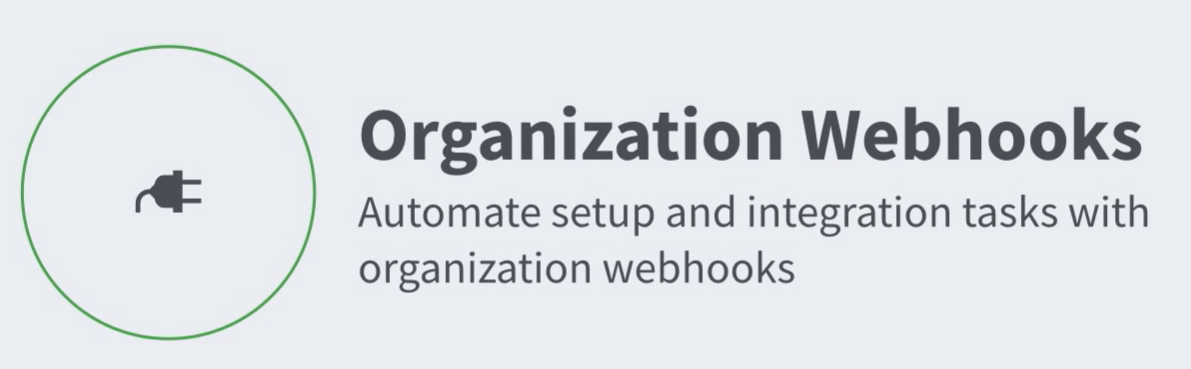 Organization Webhooks
Automate setup and integration tasks with
organization webhooks